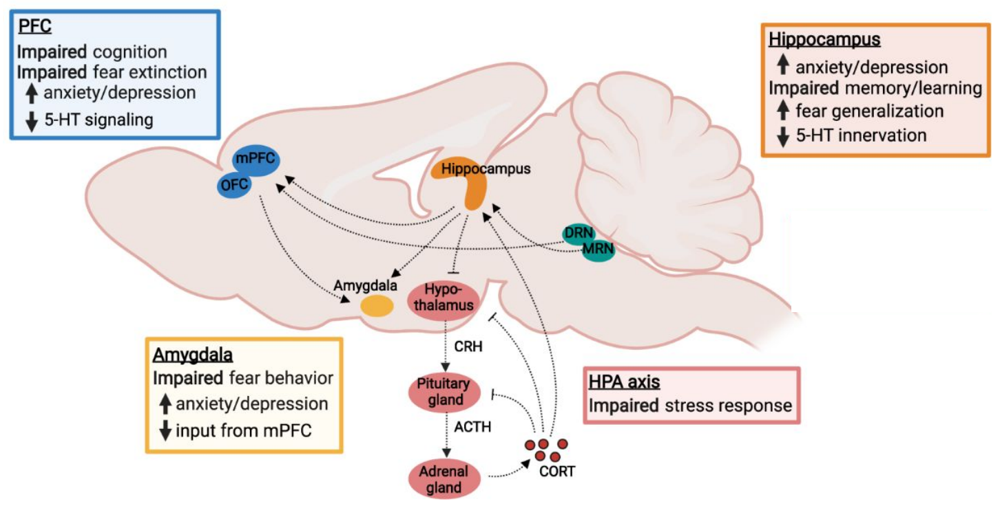 PFC
Impaired cognition
Impaired fear extinction
↑ anxiety/depression
↓ 5-HT signaling
Hippocampus
↑ anxiety/depression
Impaired memory/learning
↑ fear generalization
↓ 5-HT innervation
mPFC
OFC
Hippocampus
DRN
MRN
Amygdala
Hypo-
thalamus
CRH
Pituitary
gland
ACTH
Adrenal
gland
CORT
Amygdala
Impaired fear behavior
↑ anxiety/depression
↓ input from mPFC
HPA axis
Impaired stress response